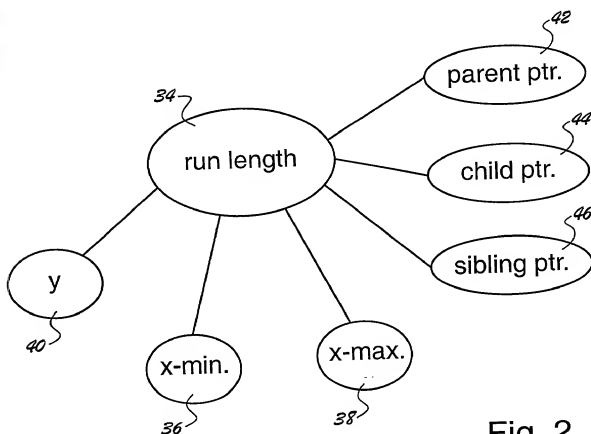 42
parent ptr.
34
44
run length
child ptr.
46
sibling ptr.
y
40
x-min.
x-max.
36
38
Fig. 2